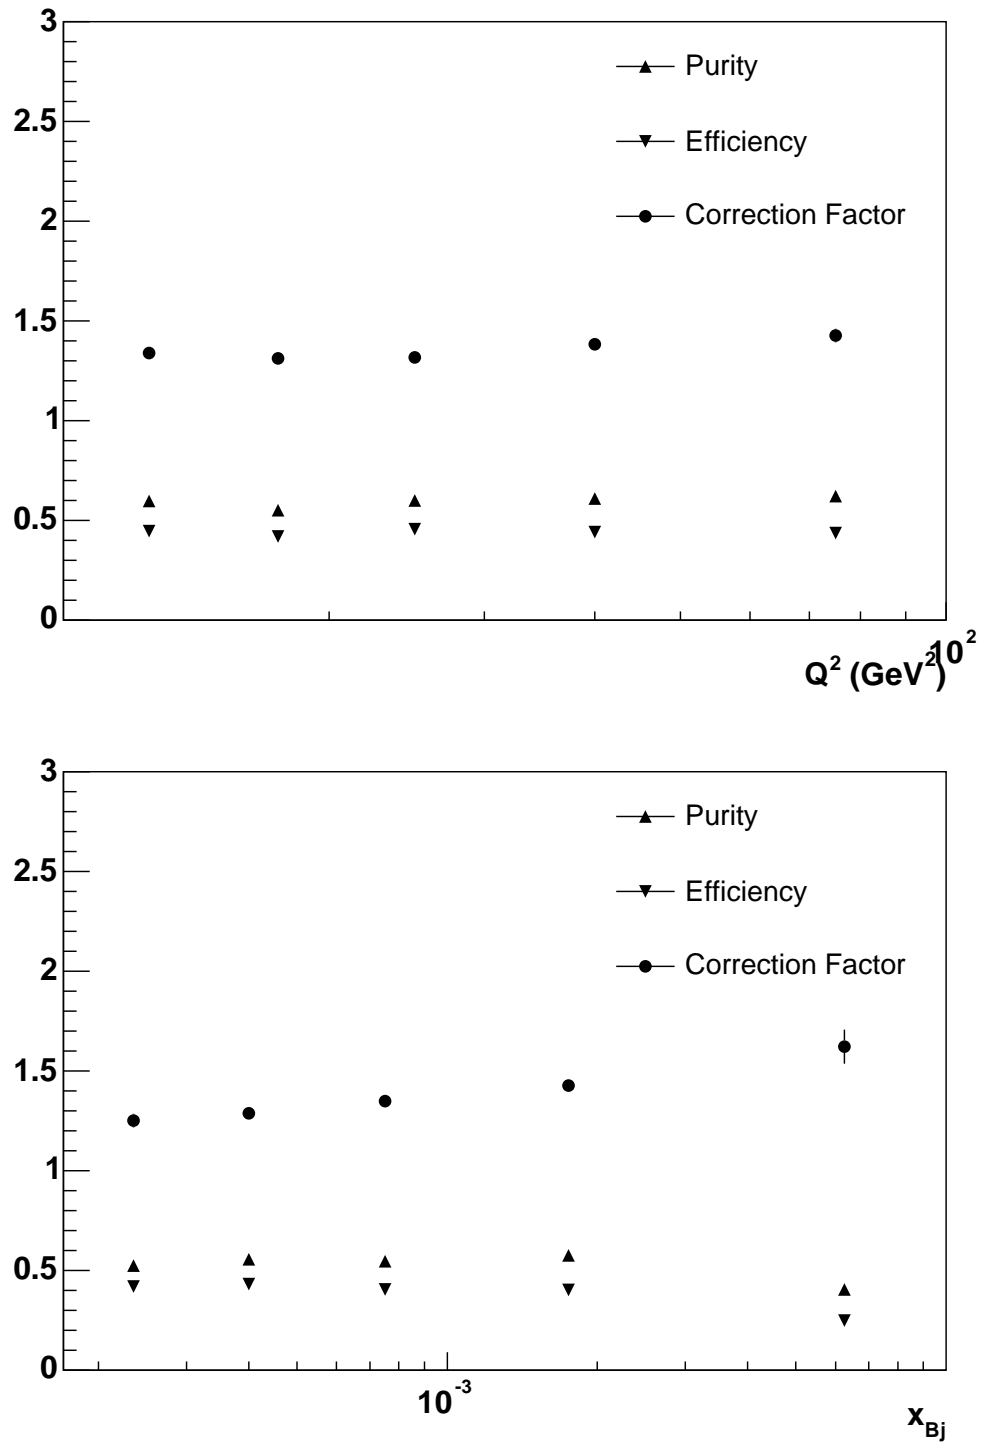 3
Purity
2.5
Efficiency
2
Correction Factor
1.5
1
0.5
0
10²
Q² (GeV²)
3
Purity
2.5
Efficiency
2
Correction Factor
1.5
1
0.5
0
10⁻³
x_Bj